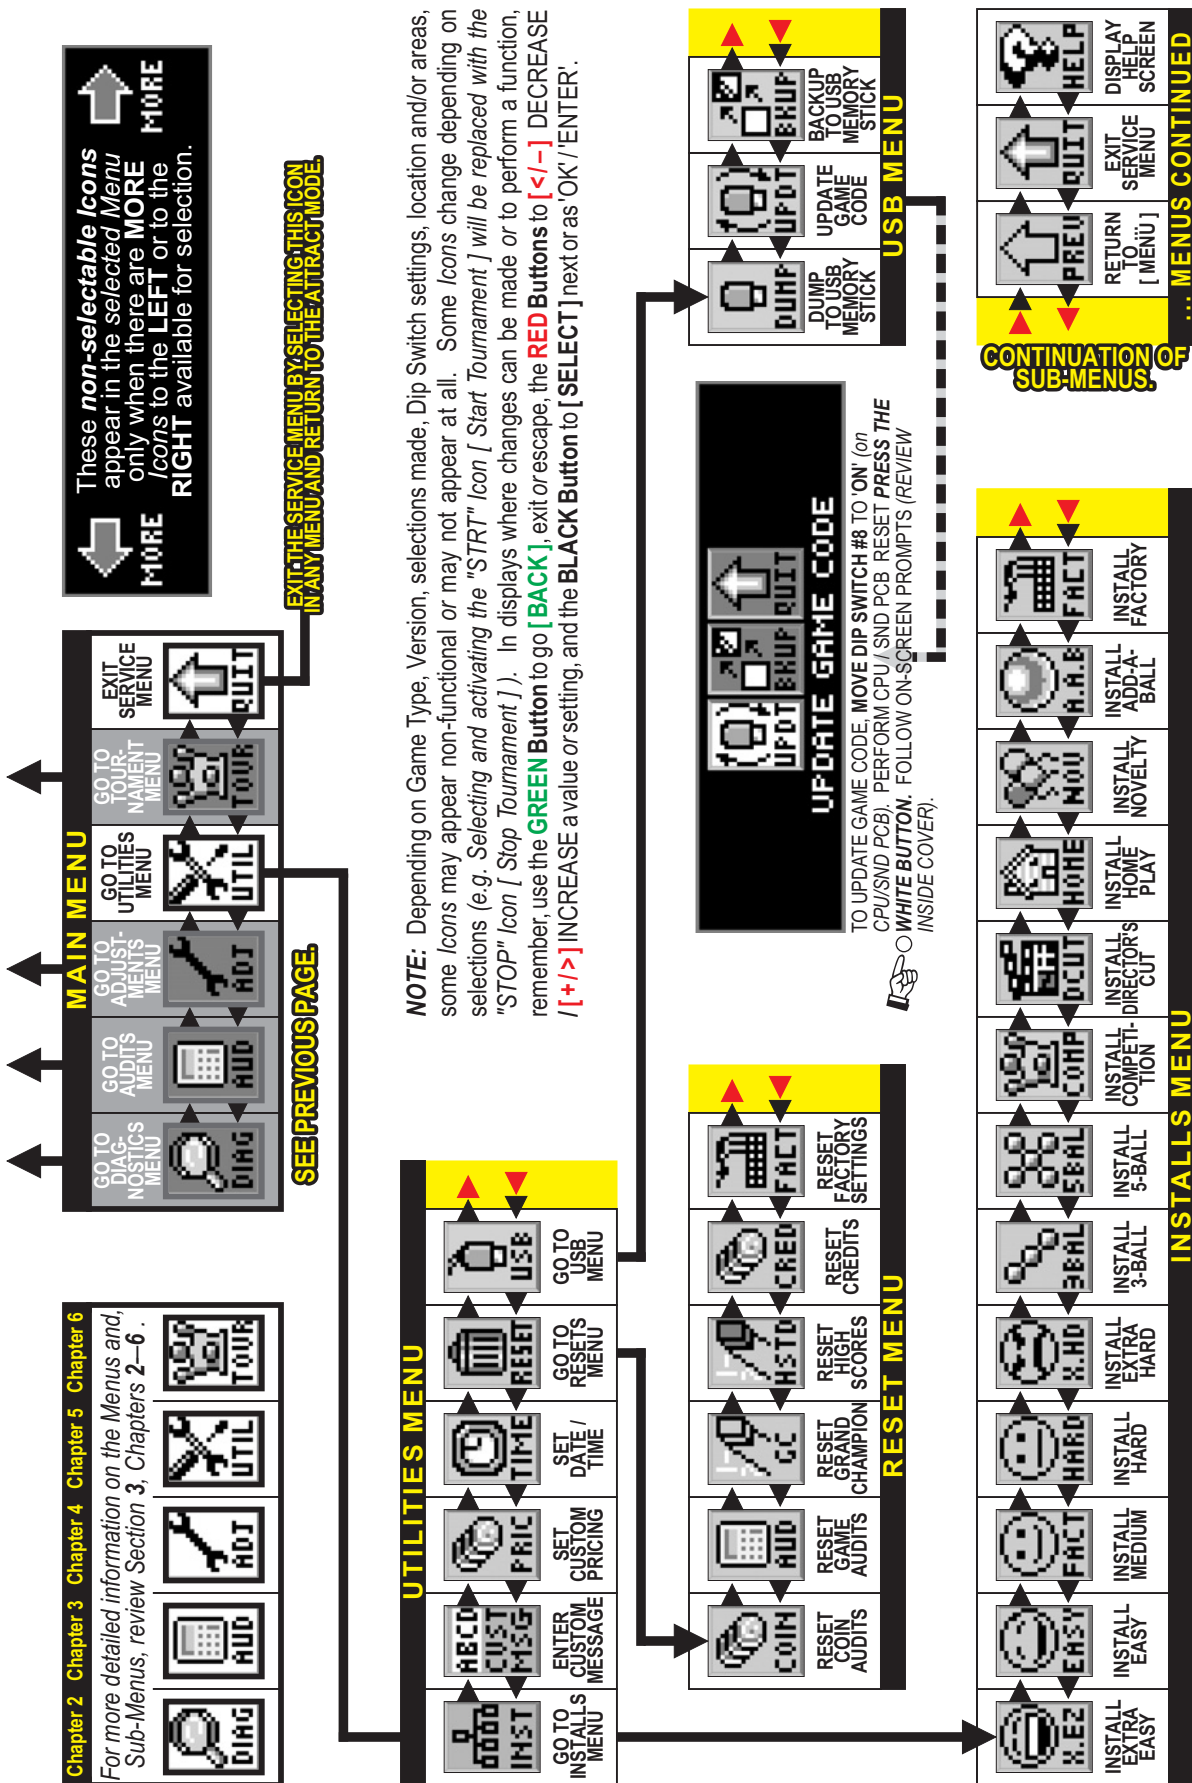 Chapter 2 Chapter 3 Chapter 4 Chapter 5 Chapter 6
For more detailed information on the Menus and,
Sub-Menus, review Section 3, Chapters 2–6 .
DIAG
AUD
ADJ
UTIL
TOUR
MAIN MENU
GO TO
DIAG-
NOSTICS
MENU
GO TO
AUDITS
MENU
GO TO
ADJUST-
MENTS
MENU
GO TO
UTILITIES
MENU
GO TO
TOUR-
NAMENT
MENU
EXIT
SERVICE
MENU
DIAG
AUD
ADJ
UTIL
TOUR
QUIT
SEE PREVIOUS PAGE.
MORE
These non-selectable Icons
appear in the selected Menu
only when there are MORE
Icons to the LEFT or to the
RIGHT available for selection.
MORE
EXIT THE SERVICE MENU BY SELECTING THIS ICON
IN ANY MENU AND RETURN TO THE ATTRACT MODE.
NOTE: Depending on Game Type, Version, selections made, Dip Switch settings, location and/or areas,
some Icons may appear non-functional or may not appear at all. Some Icons change depending on
selections (e.g. Selecting and activating the "STRT" Icon [ Start Tournament ] will be replaced with the
"STOP" Icon [ Stop Tournament ] ). In displays where changes can be made or to perform a function,
remember, use the GREEN Button to go [ BACK ], exit or escape, the RED Buttons to [ < / – ] DECREASE
/ [ + / > ] INCREASE a value or setting, and the BLACK Button to [ SELECT ] next or as 'OK' / 'ENTER'.
UTILITIES MENU
INST
CUST
MSG
ABCD
PRIC
TIME
RESET
USB
GO TO
INSTALLS
MENU
ENTER
CUSTOM
MESSAGE
SET
CUSTOM
PRICING
SET
DATE /
TIME
GO TO
RESETS
MENU
GO TO
USB
MENU
COIN
AUD
GC
HSTD
CRED
FACT
RESET
COIN
AUDITS
RESET
GAME
AUDITS
RESET
GRAND
CHAMPION
RESET
HIGH
SCORES
RESET
CREDITS
RESET
FACTORY
SETTINGS
RESET MENU
UPDT
BKUP
QUIT
UPDATE GAME CODE
TO UPDATE GAME CODE, MOVE DIP SWITCH #8 TO 'ON' (on
CPU/SND PCB). PERFORM CPU / SND PCB RESET PRESS THE
WHITE BUTTON. FOLLOW ON-SCREEN PROMPTS (REVIEW
INSIDE COVER).
DUMP
UPDT
BKUP
DUMP
TO USB
MEMORY
STICK
UPDATE
GAME
CODE
BACKUP
TO USB
MEMORY
STICK
USB MENU
X.EZ
EASY
FACT
HARD
X.HD
3BAL
5BAL
COMP
DCUT
HOME
NOV
A.A.B
FACT
INSTALL
EXTRA
EASY
INSTALL
EASY
INSTALL
MEDIUM
INSTALL
HARD
INSTALL
EXTRA
HARD
INSTALL
3-BALL
INSTALL
5-BALL
INSTALL
COMPETI-
TION
INSTALL
DIRECTOR'S
CUT
INSTALL
HOME
PLAY
INSTALL
NOVELTY
INSTALL
ADD-A-
BALL
INSTALL
FACTORY
INSTALLS MENU
CONTINUATION OF
SUB-MENUS.
PREV
QUIT
HELP
RETURN
TO...
[ MENU ]
EXIT
SERVICE
MENU
DISPLAY
HELP
SCREEN
... MENUS CONTINUED